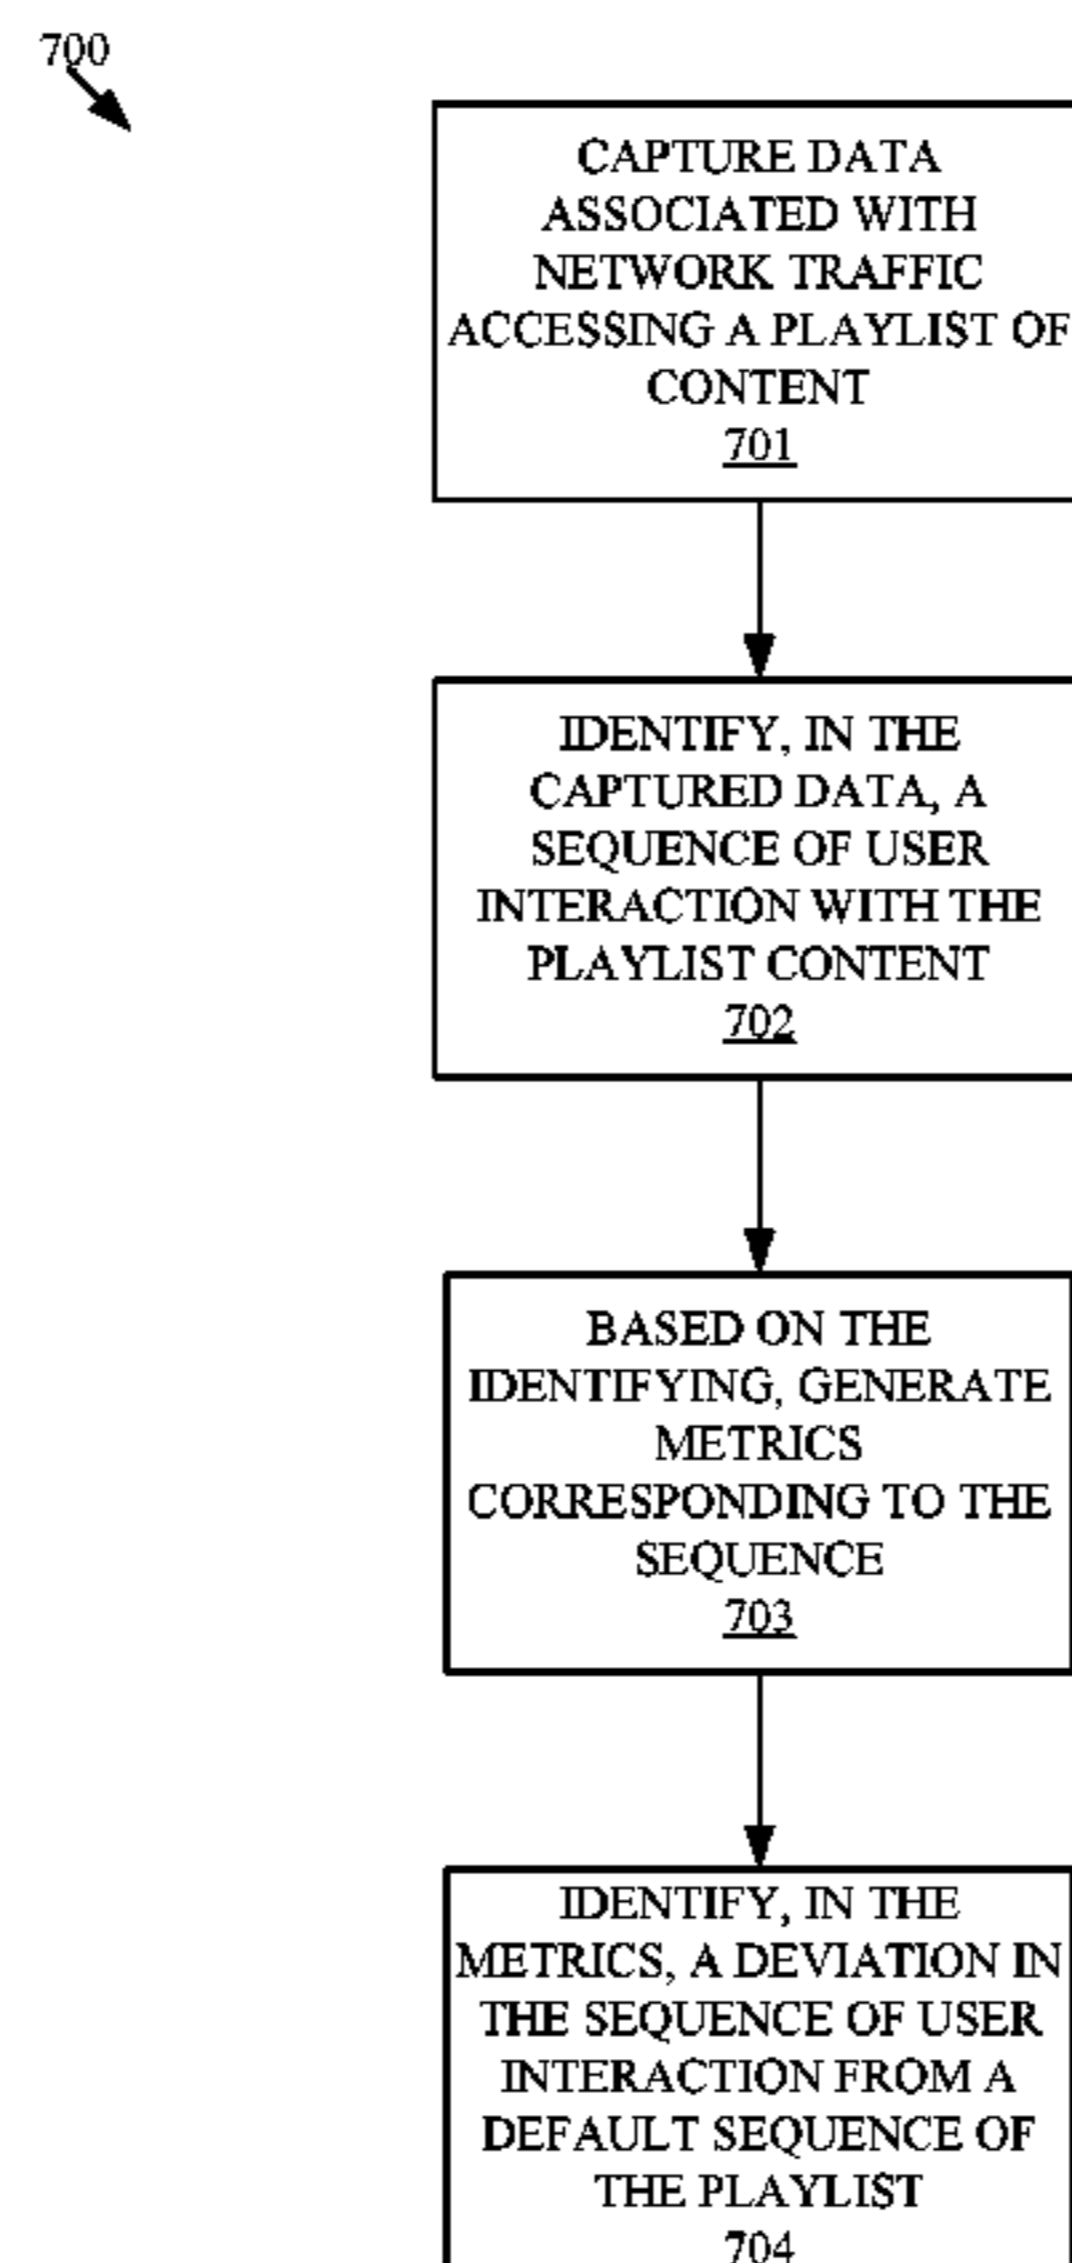 700
CAPTURE DATA
ASSOCIATED WITH
NETWORK TRAFFIC
ACCESSING A PLAYLIST OF
CONTENT
701
IDENTIFY, IN THE
CAPTURED DATA, A
SEQUENCE OF USER
INTERACTION WITH THE
PLAYLIST CONTENT
702
BASED ON THE
IDENTIFYING, GENERATE
METRICS
CORRESPONDING TO THE
SEQUENCE
703
IDENTIFY, IN THE
METRICS, A DEVIATION IN
THE SEQUENCE OF USER
INTERACTION FROM A
DEFAULT SEQUENCE OF
THE PLAYLIST
704